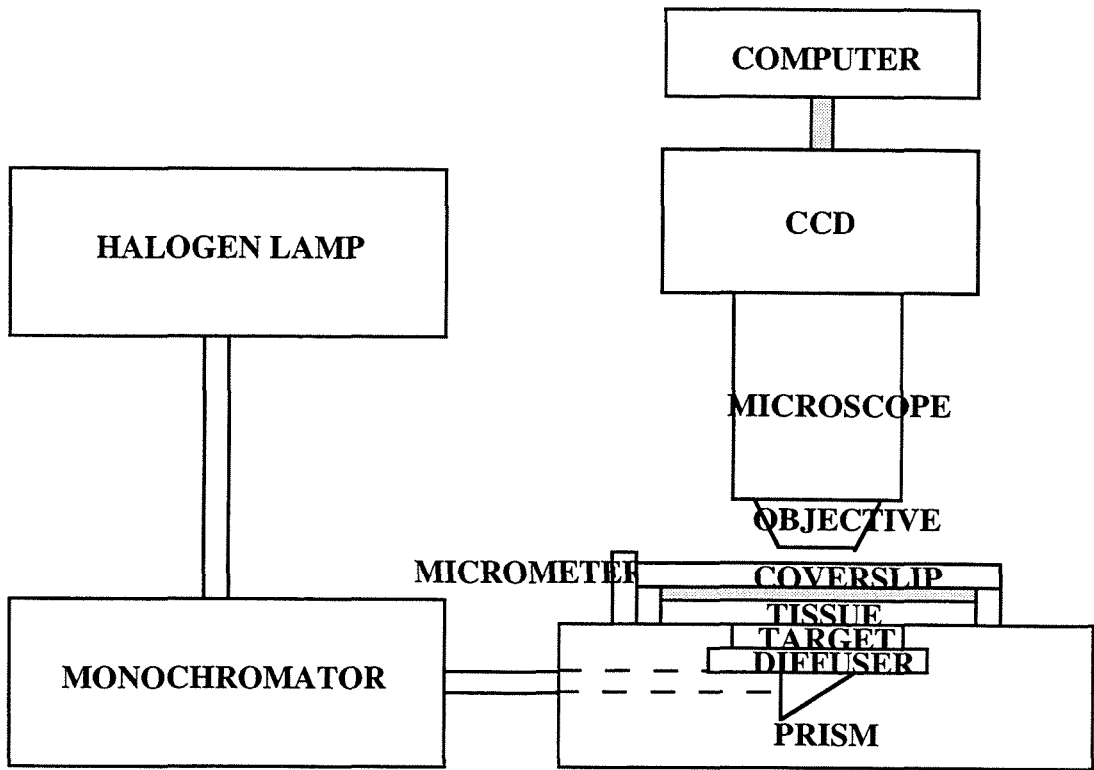 COMPUTER
CCD
HALOGEN LAMP
MICROSCOPE
OBJECTIVE
MICROMETER
COVERSLIP
TISSUE
TARGET
DIFFUSER
MONOCHROMATOR
PRISM